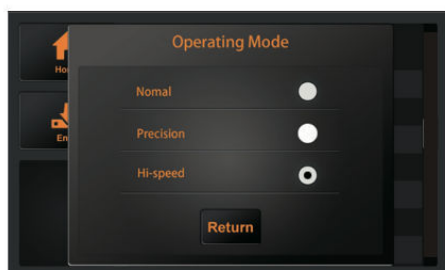 Operating Mode
Nomal
Precision
Hi-speed
Return